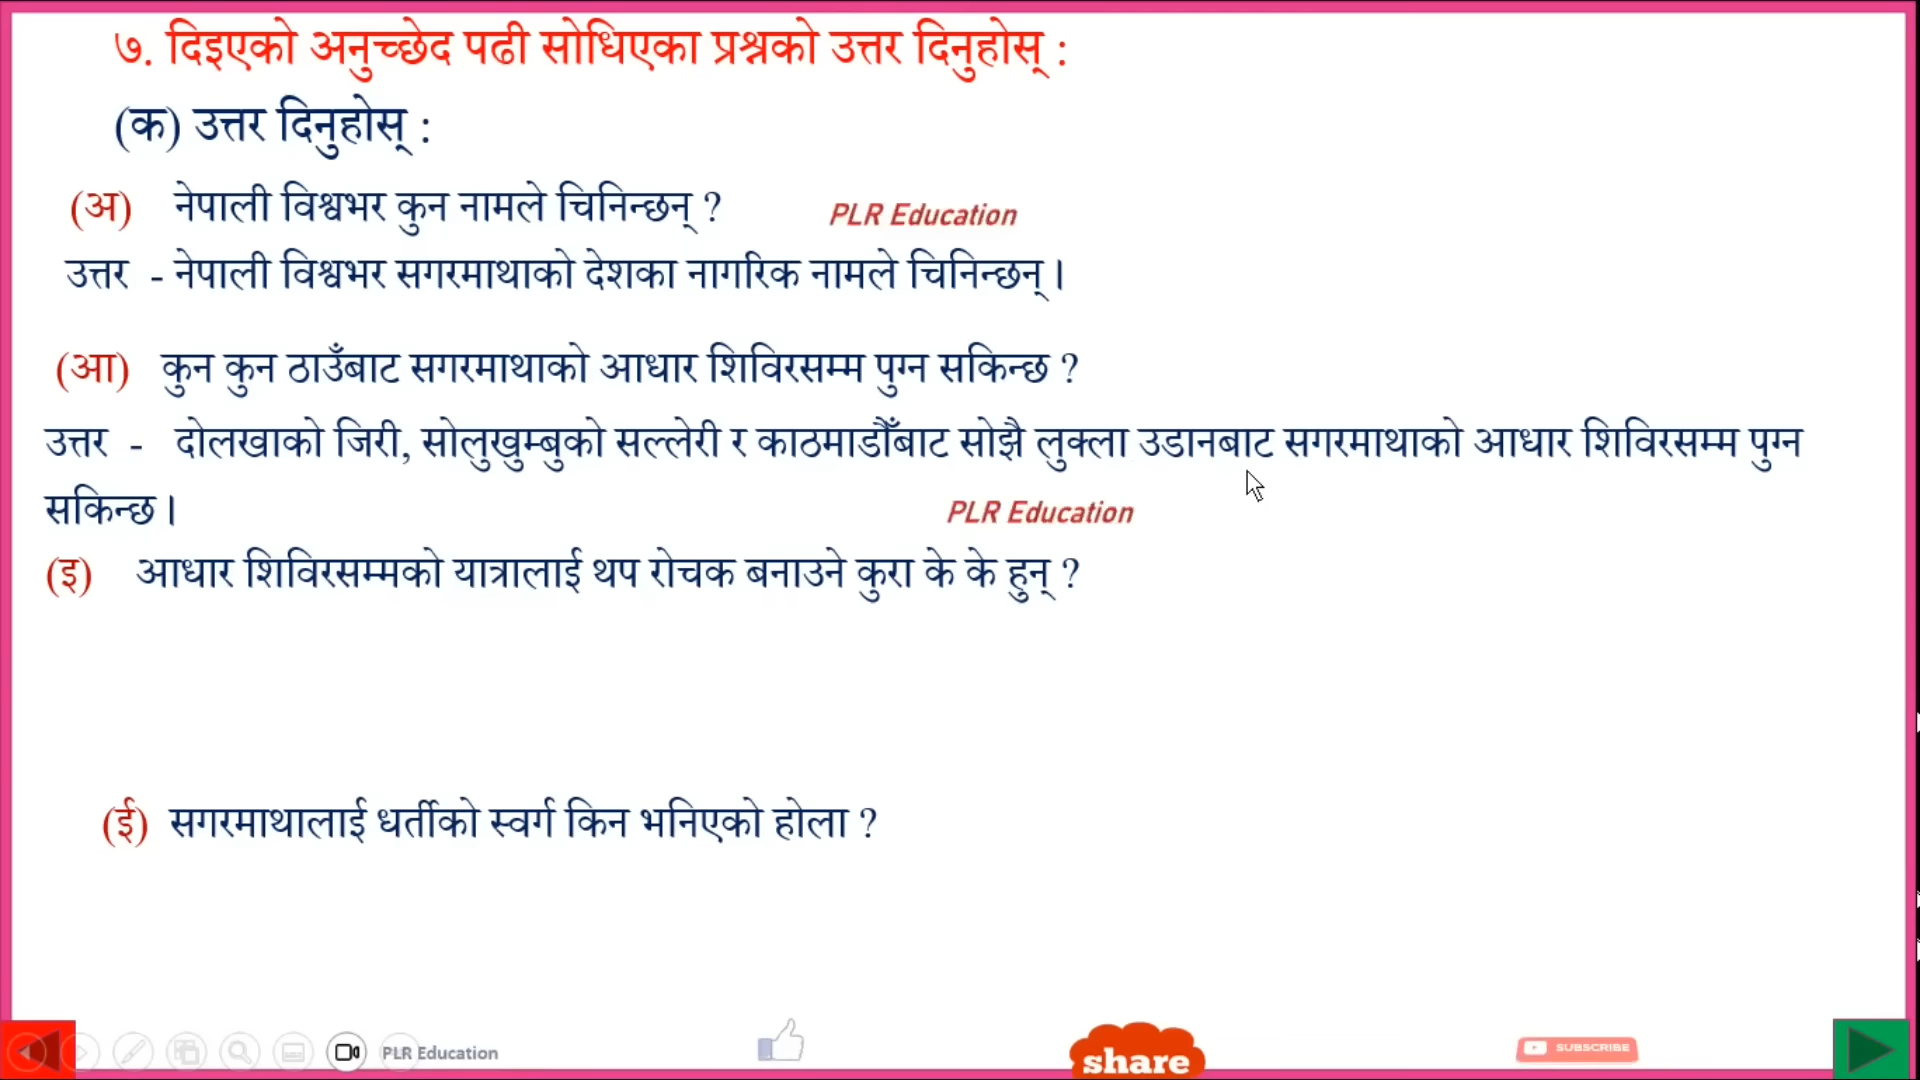 ७. दिइएको अनुच्छेद पढी सोधिएका प्रश्नको उत्तर दिनुहोस् :
(क) उत्तर दिनुहोस् :
(अ) नेपाली विश्वभर कुन नामले चिनिन्छन् ?
PLR Education
उत्तर - नेपाली विश्वभर सगरमाथाको देशका नागरिक नामले चिनिन्छन् ।
(आ) कुन कुन ठाउँबाट सगरमाथाको आधार शिविरसम्म पुग्न सकिन्छ ?
उत्तर - दोलखाको जिरी, सोलुखुम्बुको सल्लेरी र काठमाडौँबाट सोझै लुक्ला उडानबाट सगरमाथाको आधार शिविरसम्म पुग्न
सकिन्छ ।
PLR Education
(इ) आधार शिविरसम्मको यात्रालाई थप रोचक बनाउने कुरा के के हुन् ?
(ई) सगरमाथालाई धर्तीको स्वर्ग किन भनिएको होला ?
PLR Education
share
SUBSCRIBE